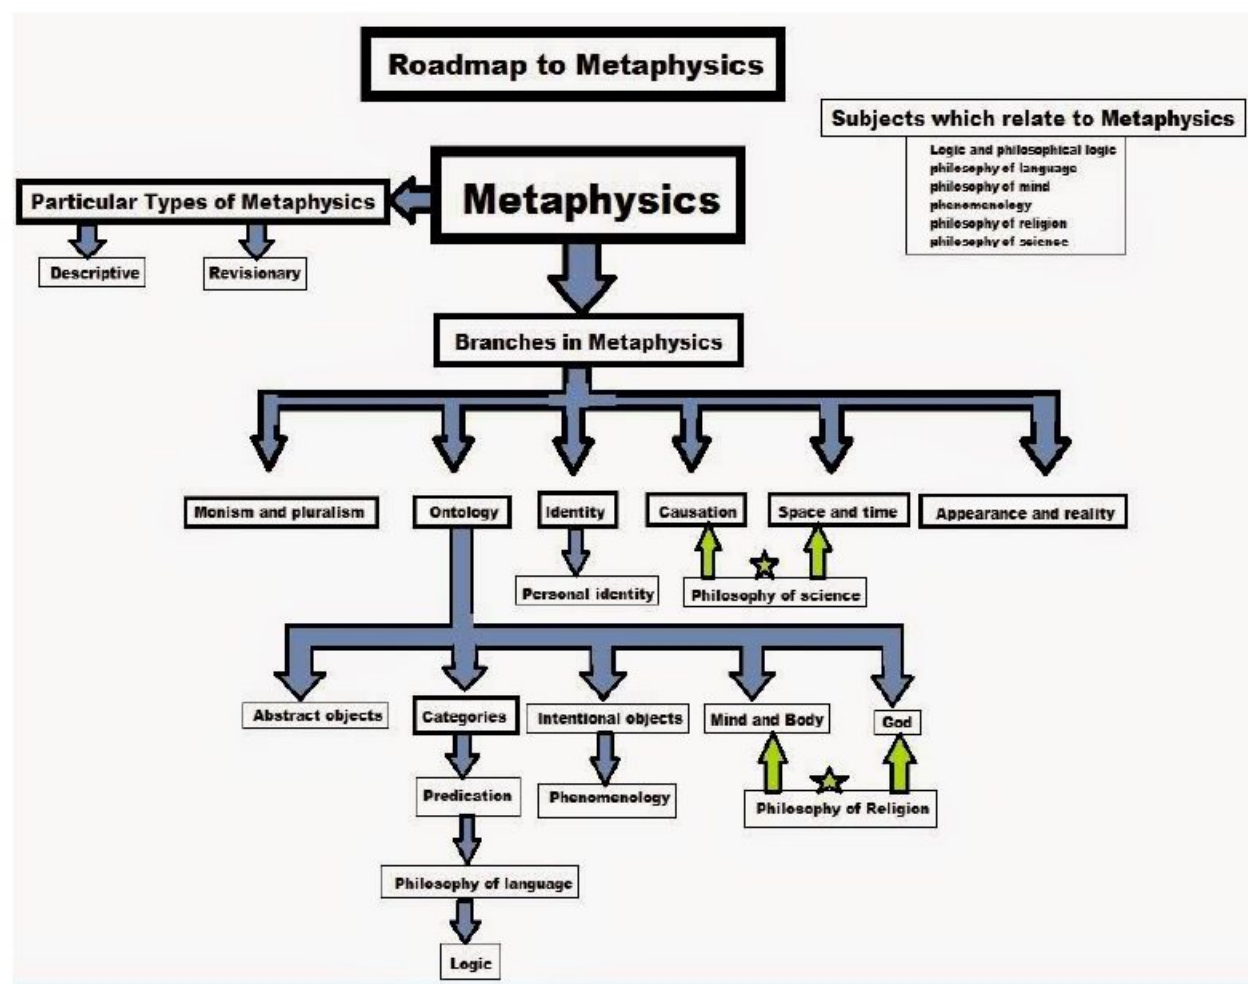 Roadmap to Metaphysics
Subjects which relate to Metaphysics
Logic and philosophical logic
philosophy of language
philosophy of mind
phenomenology
philosophy of religion
philosophy of science
Metaphysics
Particular Types of Metaphysics
Descriptive
Revisionary
Branches in Metaphysics
Monism and pluralism
Ontology
Identity
Causation
Space and time
Appearance and reality
Personal identity
Philosophy of science
Abstract objects
Categories
Intentional objects
Mind and Body
God
Predication
Phenomenology
Philosophy of Religion
Philosophy of language
Logic